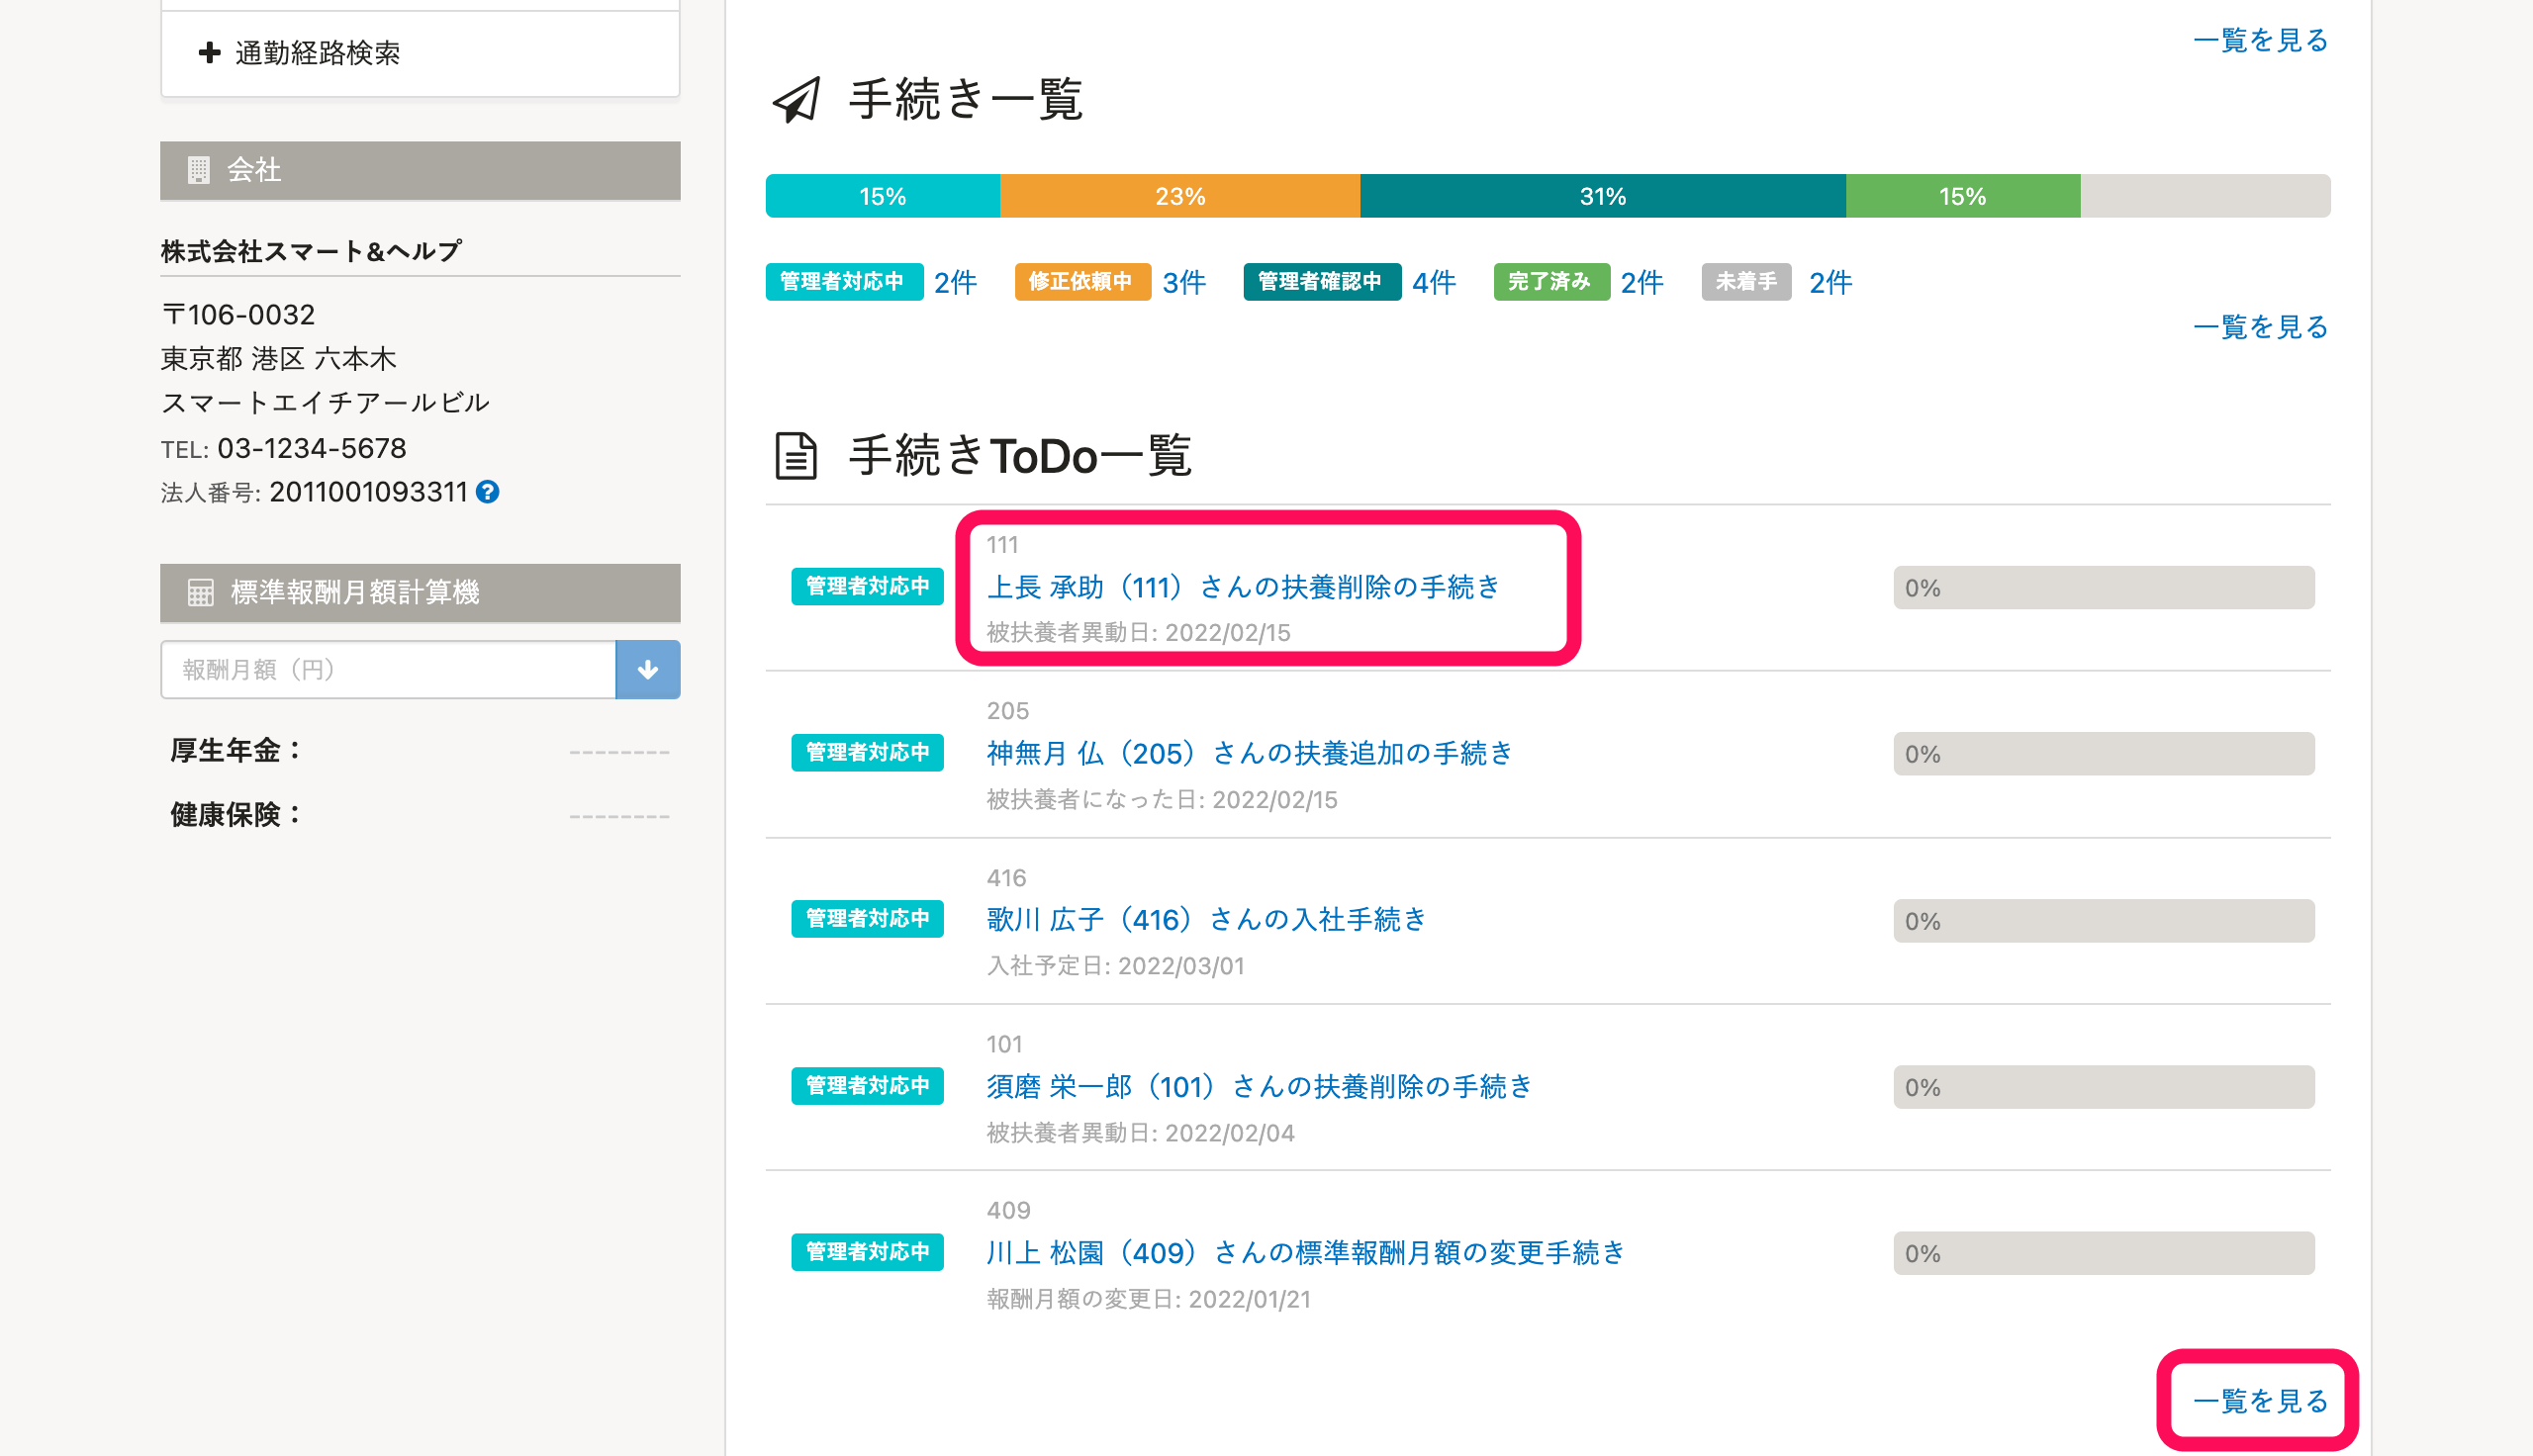 通勤経路検索
会社
株式会社スマート&ヘルプ
〒106-0032
東京都 港区 六本木
スマートエイチアールビル
TEL: 03-1234-5678
法人番号: 2011001093311
標準報酬月額計算機
報酬月額（円）
厚生年金： --------
健康保険： --------
一覧を見る
手続き一覧
15% 23% 31% 15%
管理者対応中 2件 修正依頼中 3件 管理者確認中 4件 完了済み 2件 未着手 2件
一覧を見る
手続きToDo一覧
111
管理者対応中 上長 承助（111）さんの扶養削除の手続き 0%
被扶養者異動日: 2022/02/15
205
管理者対応中 神無月 仏（205）さんの扶養追加の手続き 0%
被扶養者になった日: 2022/02/15
416
管理者対応中 歌川 広子（416）さんの入社手続き 0%
入社予定日: 2022/03/01
101
管理者対応中 須磨 栄一郎（101）さんの扶養削除の手続き 0%
被扶養者異動日: 2022/02/04
409
管理者対応中 川上 松園（409）さんの標準報酬月額の変更手続き 0%
報酬月額の変更日: 2022/01/21
一覧を見る